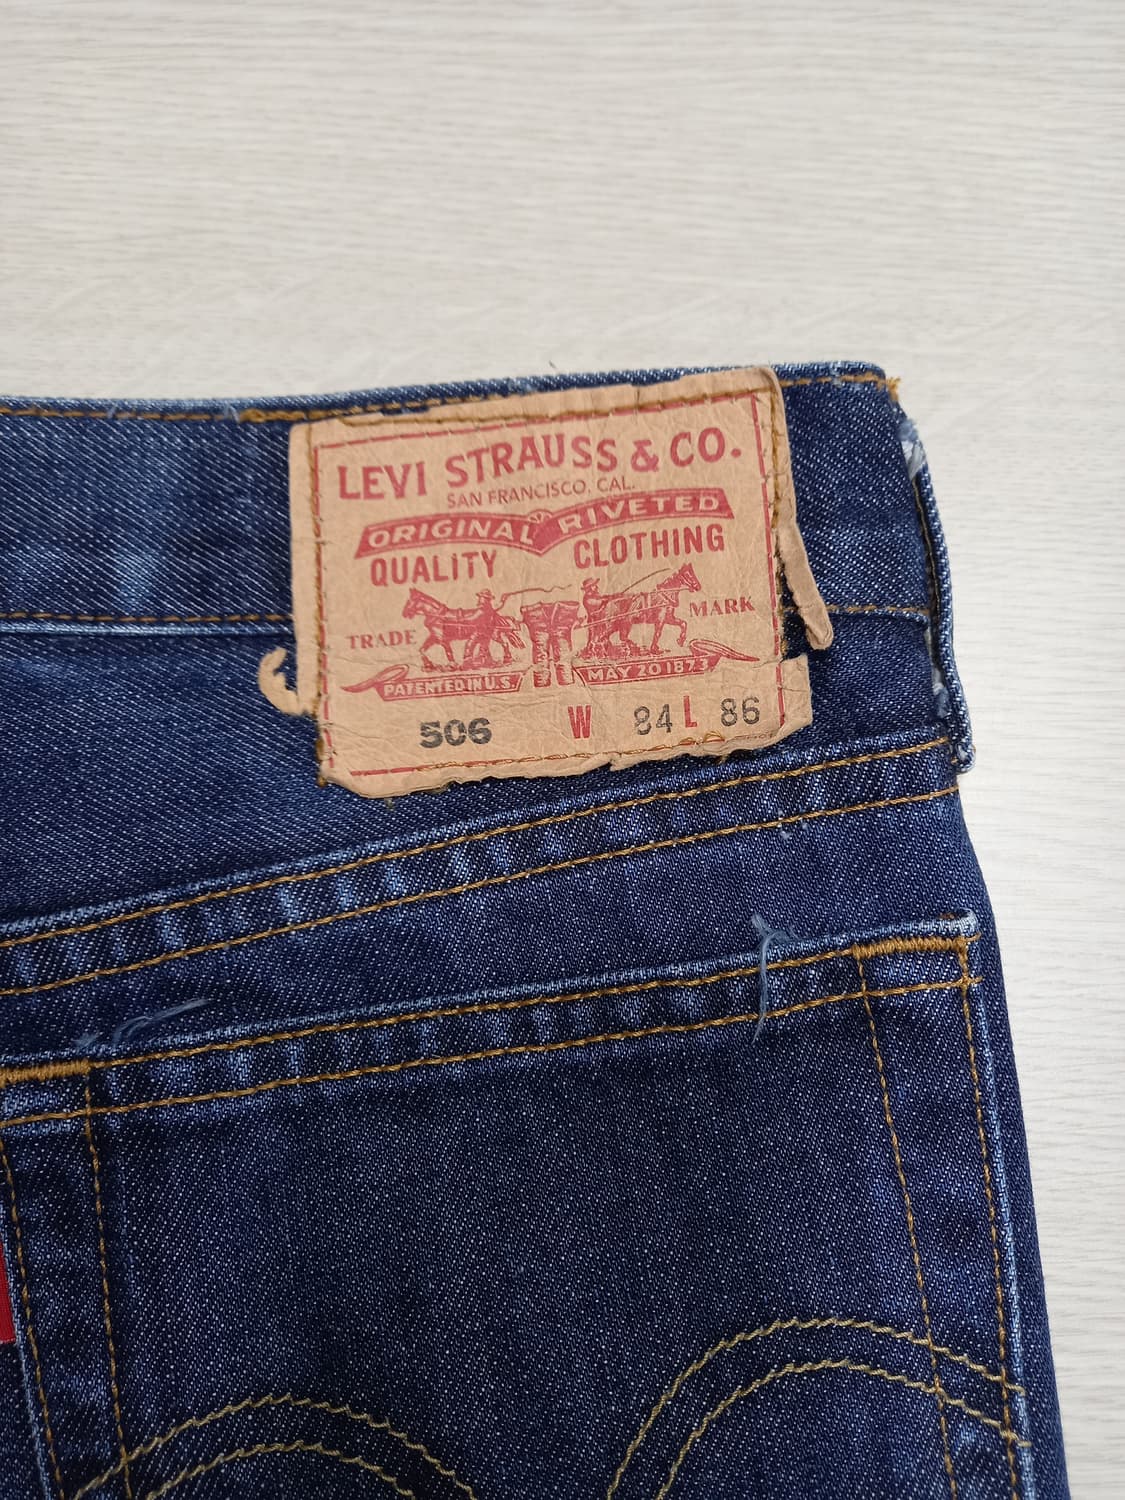 LEVI STRAUSS & CO.
SAN FRANCISCO, CAL.
ORIGINAL RIVETED
QUALITY CLOTHING
TRADE MARK
PATENTED IN U.S. MAY 20 1873
506 W 84 L 86